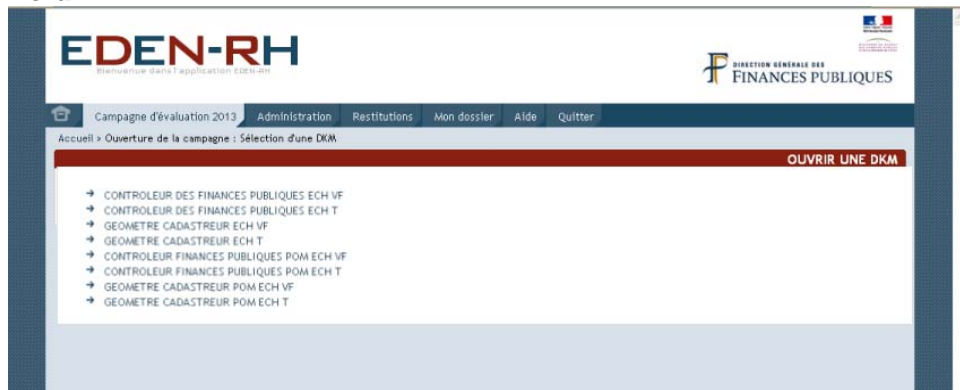 EDEN-RH
Bienvenue dans l'application EDEN-RH
DIRECTION GÉNÉRALE DES
FINANCES PUBLIQUES
Campagne d'évaluation 2013 Administration Restitutions Mon dossier Aide Quitter
Accueil > Ouverture de la campagne : Sélection d'une DKM
OUVRIR UNE DKM
CONTROLEUR DES FINANCES PUBLIQUES ECH VF
CONTROLEUR DES FINANCES PUBLIQUES ECH T
GEOMETRE CADASTREUR ECH VF
GEOMETRE CADASTREUR ECH T
CONTROLEUR FINANCES PUBLIQUES POM ECH VF
CONTROLEUR FINANCES PUBLIQUES POM ECH T
GEOMETRE CADASTREUR POM ECH VF
GEOMETRE CADASTREUR POM ECH T